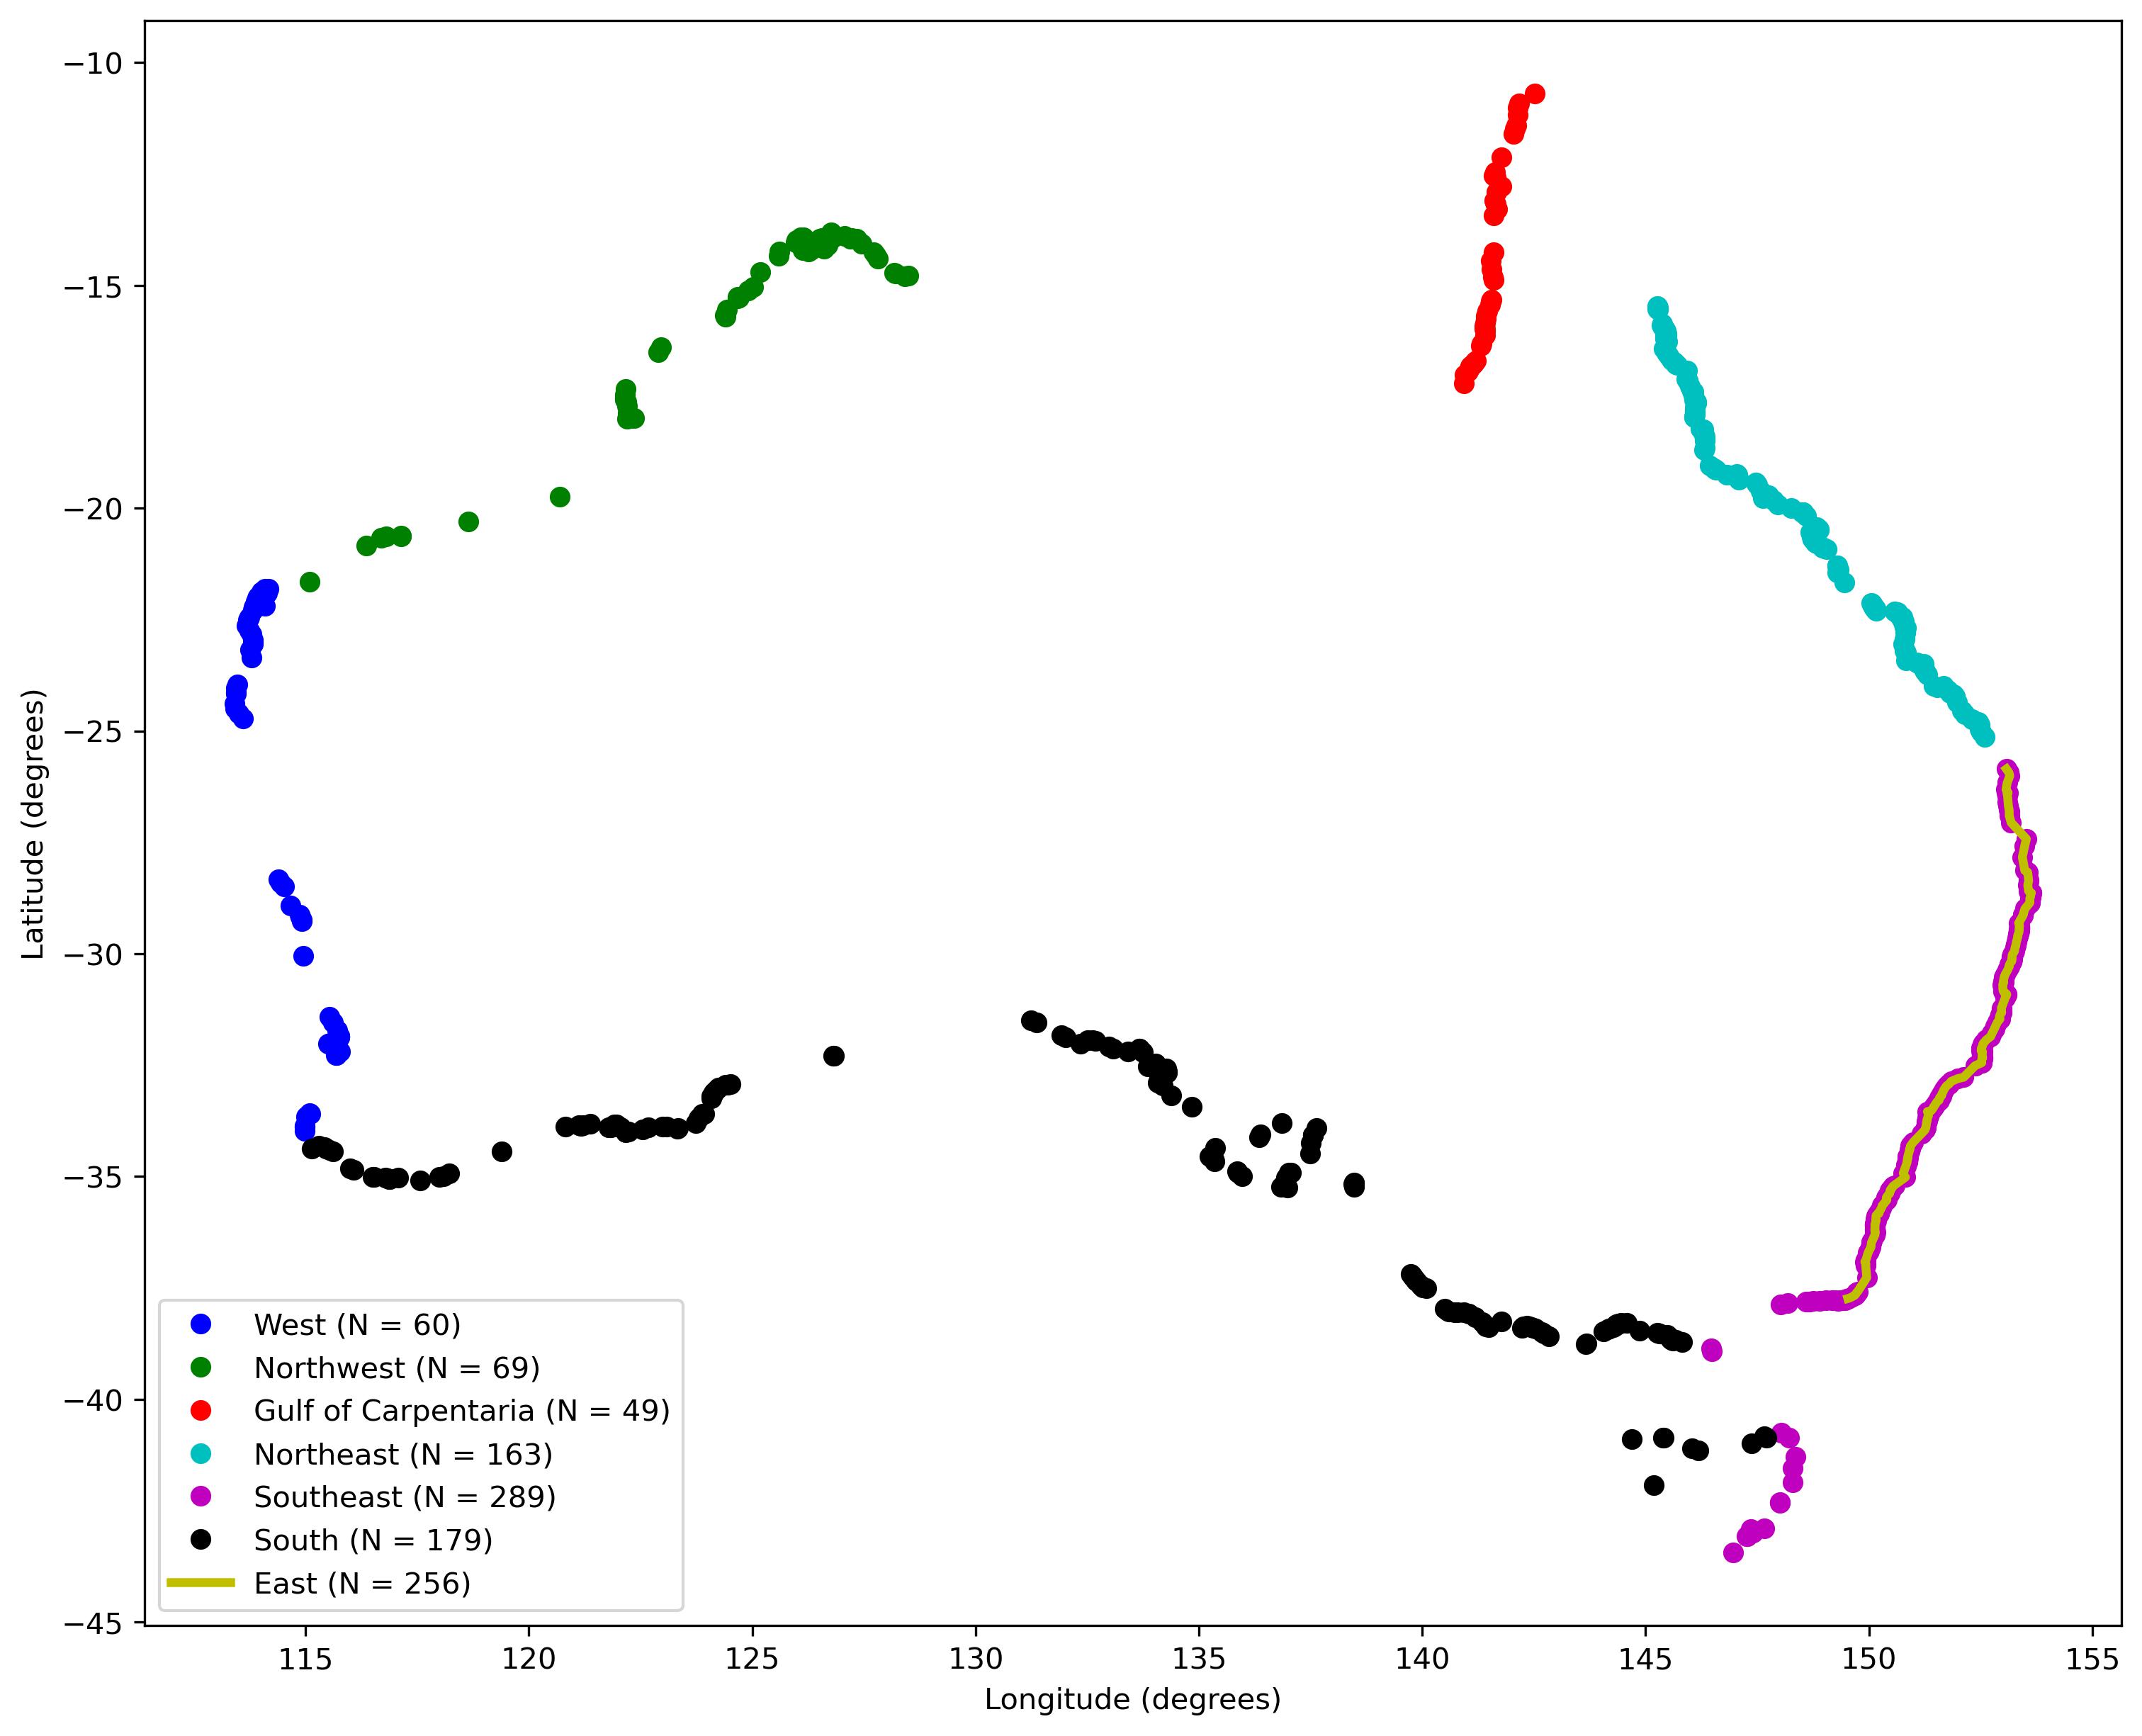 −10
−15
−20
−25
−30
−35
−40
−45
Latitude (degrees)
West (N = 60)
Northwest (N = 69)
Gulf of Carpentaria (N = 49)
Northeast (N = 163)
Southeast (N = 289)
South (N = 179)
East (N = 256)
115 120 125 130 135 140 145 150 155
Longitude (degrees)